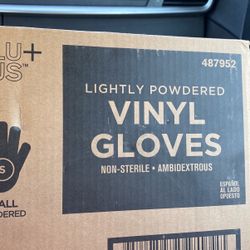 487952
LIGHTLY POWDERED
VINYL
GLOVES
NON-STERILE • AMBIDEXTROUS
ESPAÑOL
AL LADO
OPUESTO